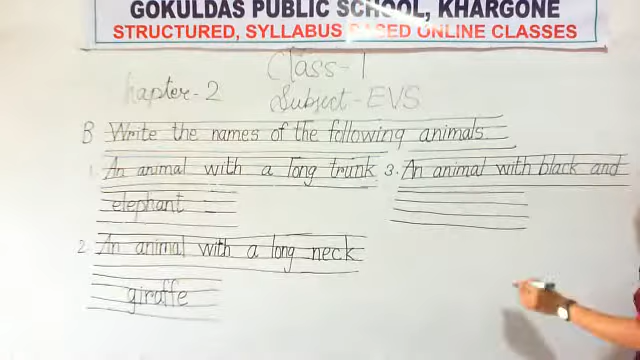 GOKULDAS PUBLIC SCHOOL, KHARGONE
STRUCTURED, SYLLABUS BASED ONLINE CLASSES
Class-1
hapter-2
Subject-EVS
B Write the names of the following animals
1. An animal with a long trunk
elephant
2. An animal with a long neck
giraffe
3. An animal with black and